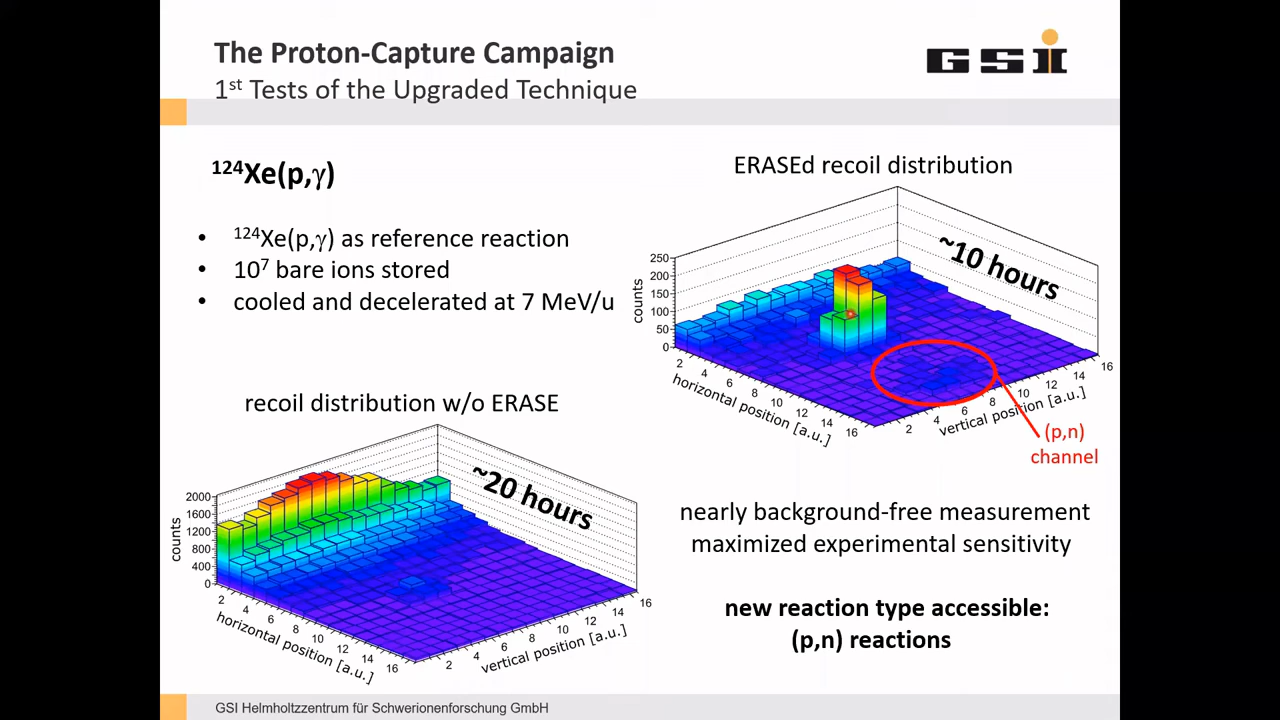 The Proton-Capture Campaign
1st Tests of the Upgraded Technique
GSI
124Xe(p,γ)
• 124Xe(p,γ) as reference reaction
• 10^7 bare ions stored
• cooled and decelerated at 7 MeV/u
ERASEd recoil distribution
~10 hours
counts
250
200
150
100
50
0
2 4 6 8 10 12 14 16
horizontal position [a.u.]
2 4 6 8 10 12 14 16
vertical position [a.u.]
(p,n)
channel
recoil distribution w/o ERASE
~20 hours
counts
2000
1600
1200
800
400
0
2 4 6 8 10 12 14 16
horizontal position [a.u.]
2 4 6 8 10 12 14 16
vertical position [a.u.]
nearly background-free measurement
maximized experimental sensitivity
new reaction type accessible:
(p,n) reactions
GSI Helmholtzzentrum für Schwerionenforschung GmbH